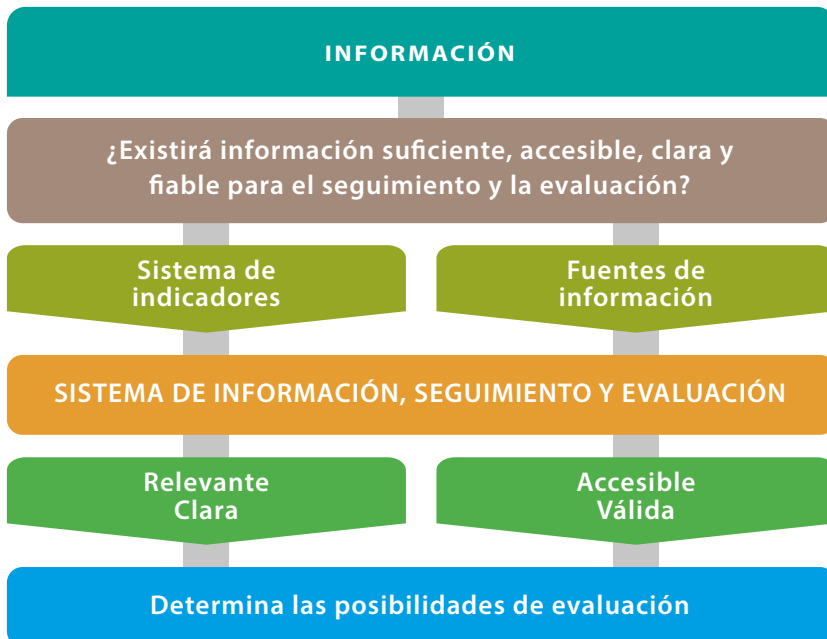 INFORMACIÓN
¿Existirá información suficiente, accesible, clara y
fiable para el seguimiento y la evaluación?
Sistema de
indicadores
Fuentes de
información
SISTEMA DE INFORMACIÓN, SEGUIMIENTO Y EVALUACIÓN
Relevante
Clara
Accesible
Válida
Determina las posibilidades de evaluación